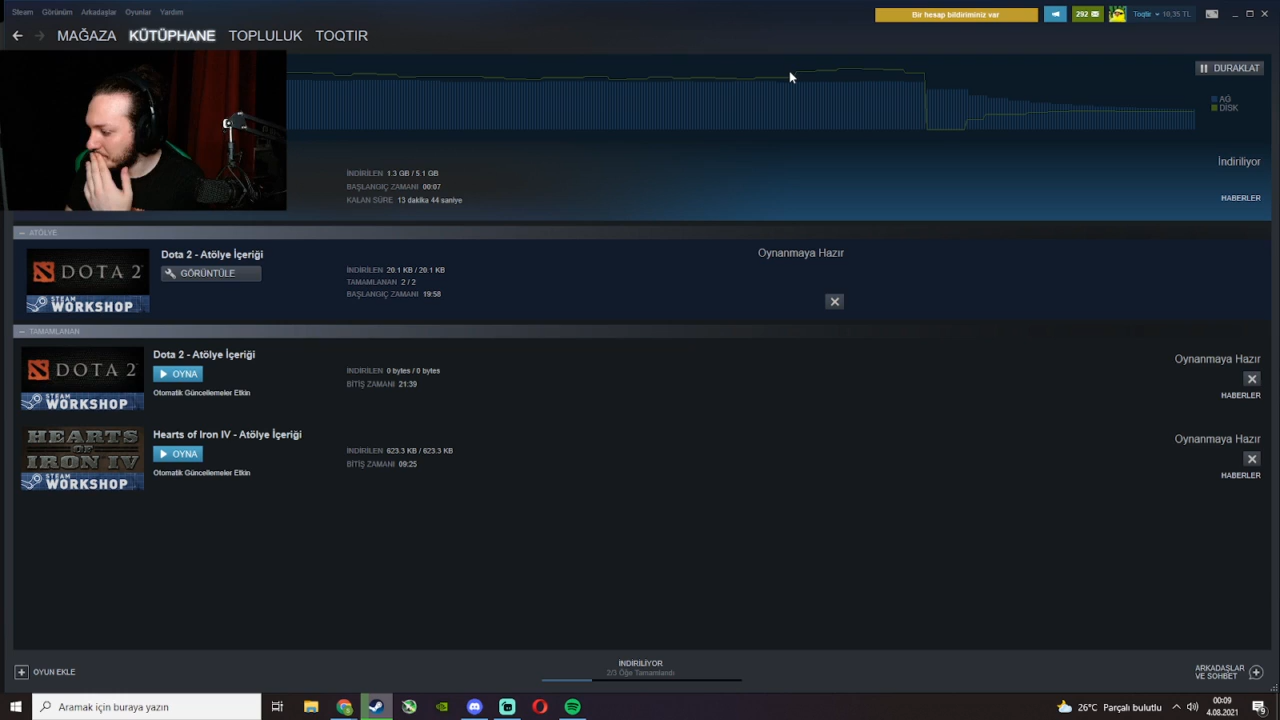 Steam Görünüm Arkadaşlar Oyunlar Yardım
Bir hesap bildiriminiz var
292
Toqtir 10,35 TL
MAĞAZA KÜTÜPHANE TOPLULUK TOQTIR
DURAKLAT
AĞ
DİSK
İndiriliyor
İNDİRİLEN 1.3 GB / 5.1 GB
BAŞLANGIÇ ZAMANI 00:07
KALAN SÜRE 13 dakika 44 saniye
HABERLER
ATÖLYE
DOTA 2
STEAM WORKSHOP
Dota 2 - Atölye İçeriği
GÖRÜNTÜLE
İNDİRİLEN 20.1 KB / 20.1 KB
TAMAMLANAN 2 / 2
BAŞLANGIÇ ZAMANI 19:58
Oynanmaya Hazır
TAMAMLANAN
DOTA 2
STEAM WORKSHOP
Dota 2 - Atölye İçeriği
OYNA
Otomatik Güncellemeler Etkin
İNDİRİLEN 0 bytes / 0 bytes
BİTİŞ ZAMANI 21:39
Oynanmaya Hazır
HABERLER
HEARTS OF IRON IV
STEAM WORKSHOP
Hearts of Iron IV - Atölye İçeriği
OYNA
Otomatik Güncellemeler Etkin
İNDİRİLEN 623.3 KB / 623.3 KB
BİTİŞ ZAMANI 09:25
Oynanmaya Hazır
HABERLER
OYUN EKLE
İNDİRİLİYOR
2/3 Öğe Tamamlandı
ARKADAŞLAR
VE SOHBET
Aramak için buraya yazın
26°C Parçalı bulutlu
00:09
4.08.2021